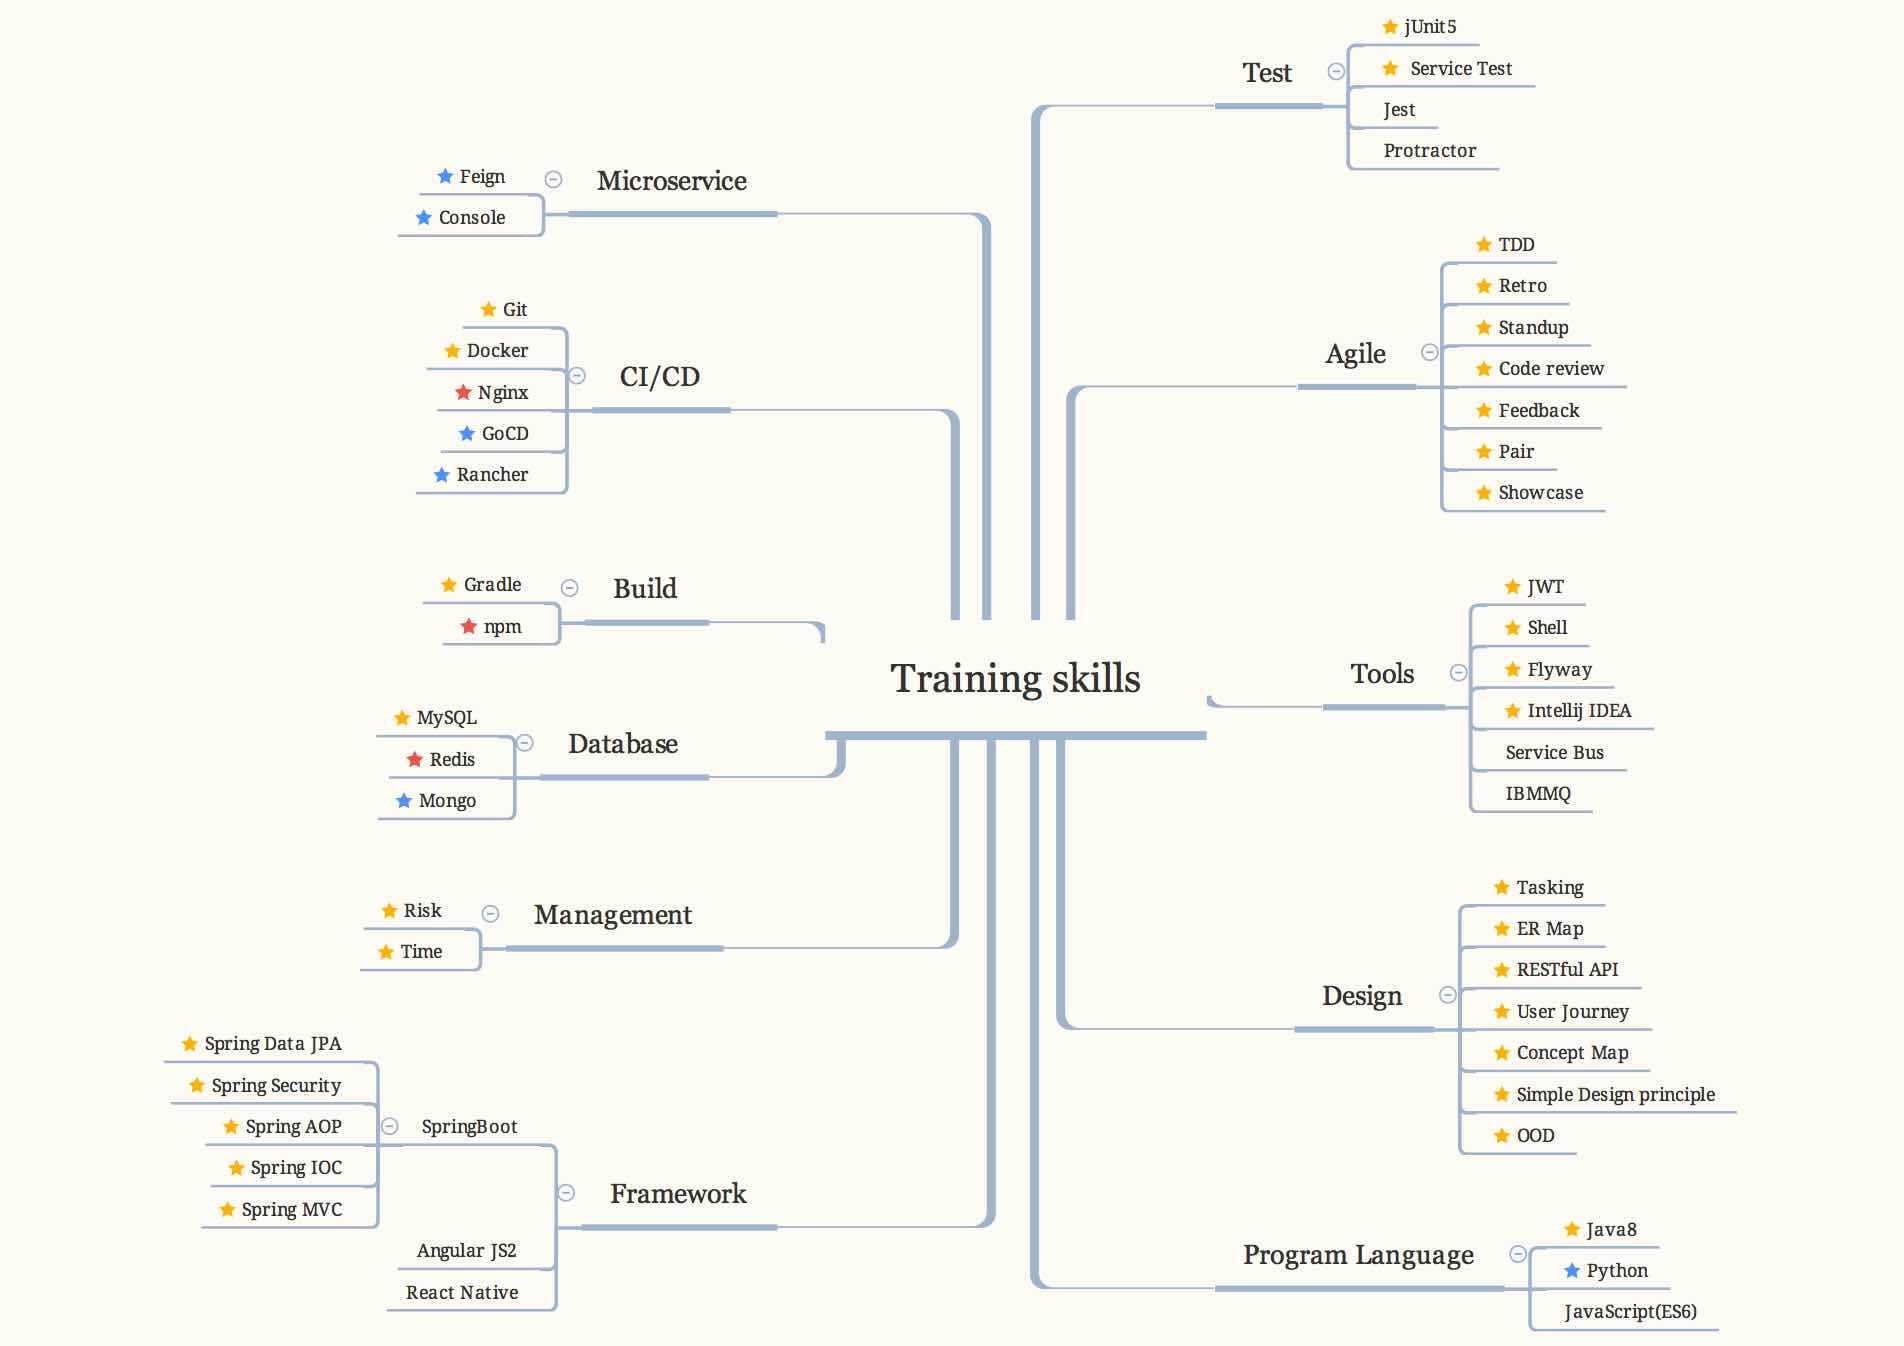 Training skills
Test
jUnit5
Service Test
Jest
Protractor
Agile
TDD
Retro
Standup
Code review
Feedback
Pair
Showcase
Tools
JWT
Shell
Flyway
Intellij IDEA
Service Bus
IBMMQ
Design
Tasking
ER Map
RESTful API
User Journey
Concept Map
Simple Design principle
OOD
Program Language
Java8
Python
JavaScript(ES6)
Microservice
Feign
Console
CI/CD
Git
Docker
Nginx
GoCD
Rancher
Build
Gradle
npm
Database
MySQL
Redis
Mongo
Management
Risk
Time
Framework
SpringBoot
Spring Data JPA
Spring Security
Spring AOP
Spring IOC
Spring MVC
Angular JS2
React Native